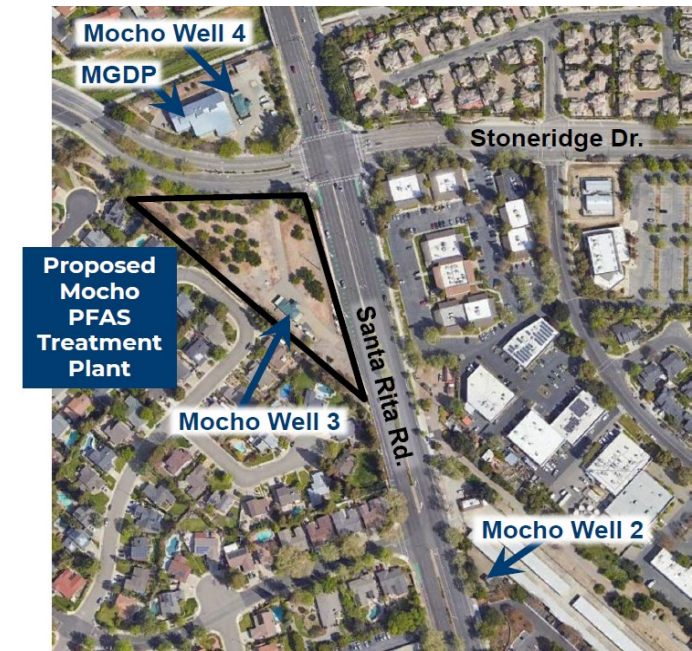 Mocho Well 4
MGDP
Stoneridge Dr.
Proposed
Mocho
PFAS
Treatment
Plant
Santa Rita Rd.
Mocho Well 3
Mocho Well 2